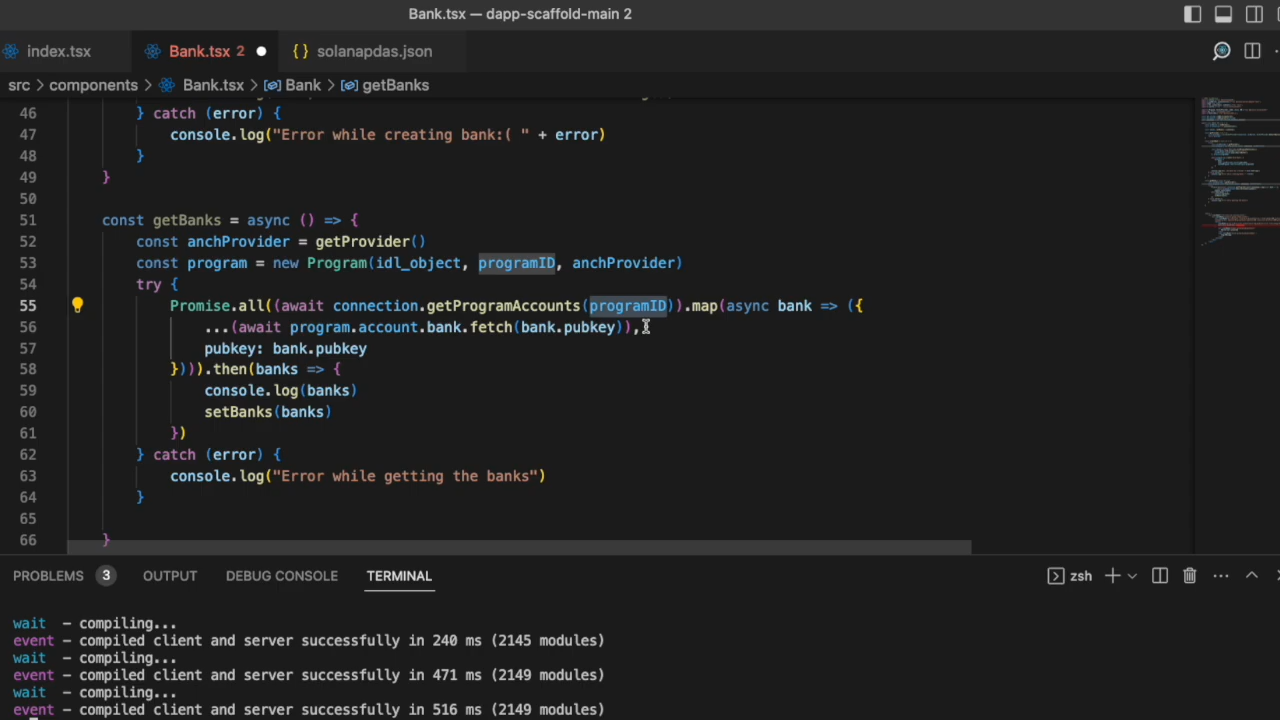 Bank.tsx — dapp-scaffold-main 2
index.tsx
Bank.tsx 2
{ } solanapdas.json
src > components > Bank.tsx > Bank > getBanks
46 } catch (error) {
47 console.log("Error while creating bank:( " + error)
48 }
49 }
50
51 const getBanks = async () => {
52 const anchProvider = getProvider()
53 const program = new Program(idl_object, programID, anchProvider)
54 try {
55 Promise.all((await connection.getProgramAccounts(programID)).map(async bank => ({
56 ...(await program.account.bank.fetch(bank.pubkey)),
57 pubkey: bank.pubkey
58 }))).then(banks => {
59 console.log(banks)
60 setBanks(banks)
61 })
62 } catch (error) {
63 console.log("Error while getting the banks")
64 }
65
66 }
PROBLEMS 3 OUTPUT DEBUG CONSOLE TERMINAL
zsh
wait - compiling...
event - compiled client and server successfully in 240 ms (2145 modules)
wait - compiling...
event - compiled client and server successfully in 471 ms (2149 modules)
wait - compiling...
event - compiled client and server successfully in 516 ms (2149 modules)